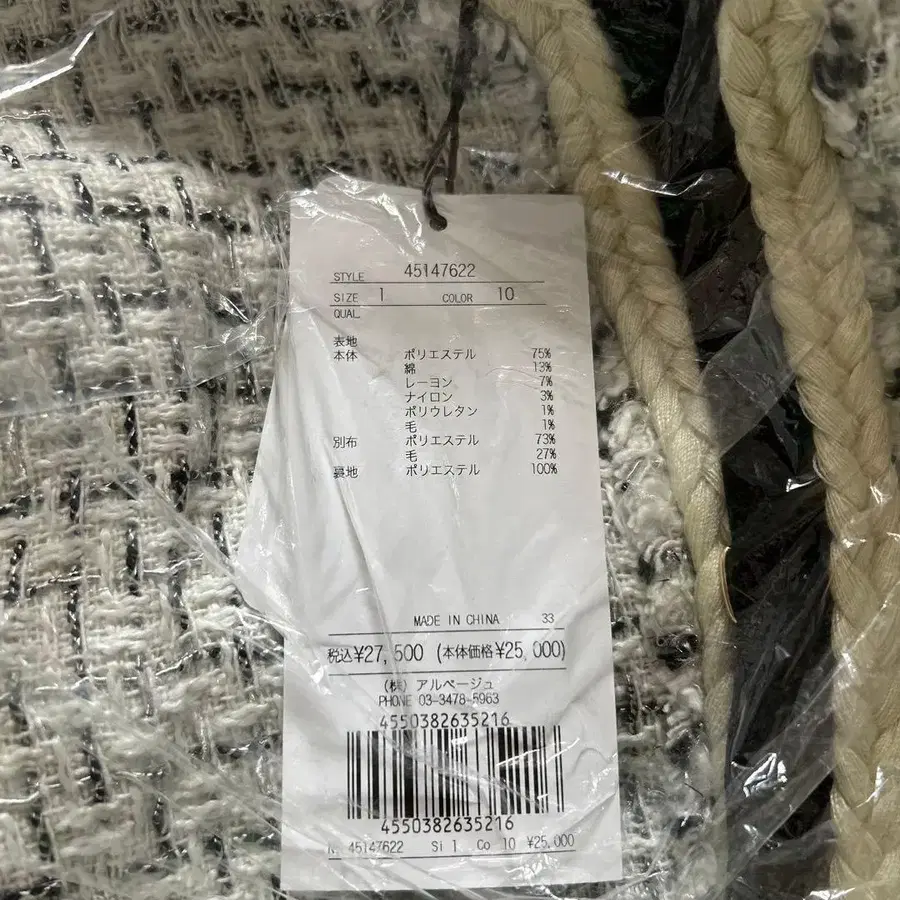 STYLE 45147622
SIZE 1 COLOR 10
QUAL.
表地
本体 ポリエステル 75%
綿 13%
レーヨン 7%
ナイロン 3%
ポリウレタン 1%
毛 1%
別布 ポリエステル 73%
毛 27%
裏地 ポリエステル 100%
MADE IN CHINA 33
税込¥27,500 (本体価格¥25,000)
(株) アルページュ
PHONE 03-3478-5963
4550382635216
4550382635216
№ 45147622 Si 1 Co 10 ¥25,000